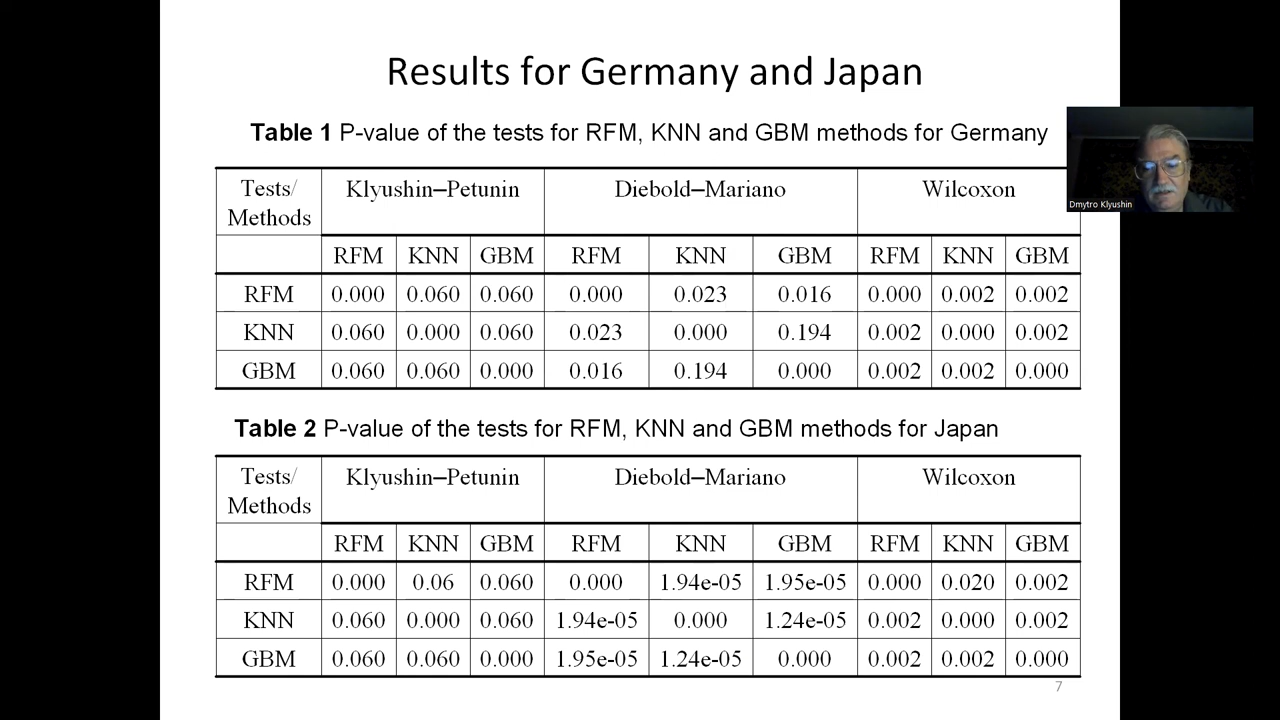 Results for Germany and Japan
Table 1 P-value of the tests for RFM, KNN and GBM methods for Germany
Tests/ Methods Klyushin–Petunin Diebold–Mariano Wilcoxon
RFM KNN GBM RFM KNN GBM RFM KNN GBM
RFM 0.000 0.060 0.060 0.000 0.023 0.016 0.000 0.002 0.002
KNN 0.060 0.000 0.060 0.023 0.000 0.194 0.002 0.000 0.002
GBM 0.060 0.060 0.000 0.016 0.194 0.000 0.002 0.002 0.000
Dmytro Klyushin
Table 2 P-value of the tests for RFM, KNN and GBM methods for Japan
Tests/ Methods Klyushin–Petunin Diebold–Mariano Wilcoxon
RFM KNN GBM RFM KNN GBM RFM KNN GBM
RFM 0.000 0.06 0.060 0.000 1.94e-05 1.95e-05 0.000 0.020 0.002
KNN 0.060 0.000 0.060 1.94e-05 0.000 1.24e-05 0.002 0.000 0.002
GBM 0.060 0.060 0.000 1.95e-05 1.24e-05 0.000 0.002 0.002 0.000
7